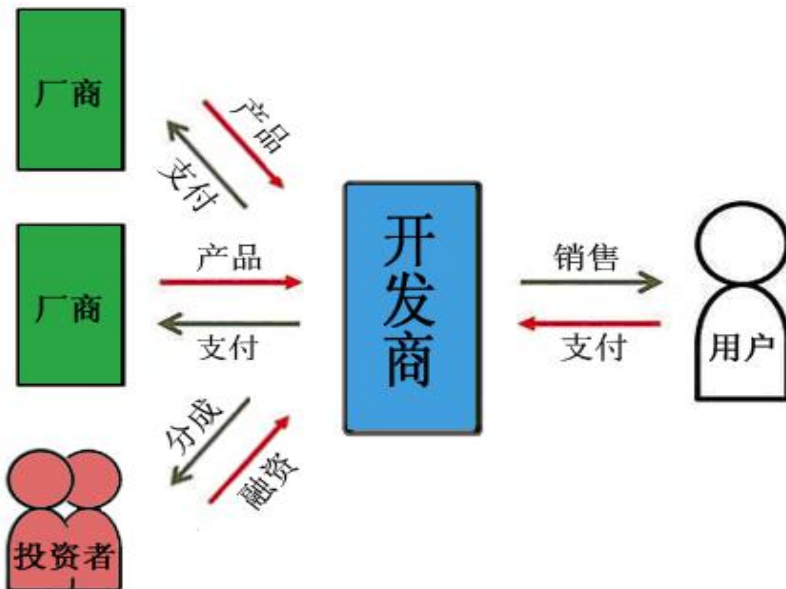 厂商
产品
支付
厂商
产品
支付
开发商
销售
支付
用户
分成
融资
投资者